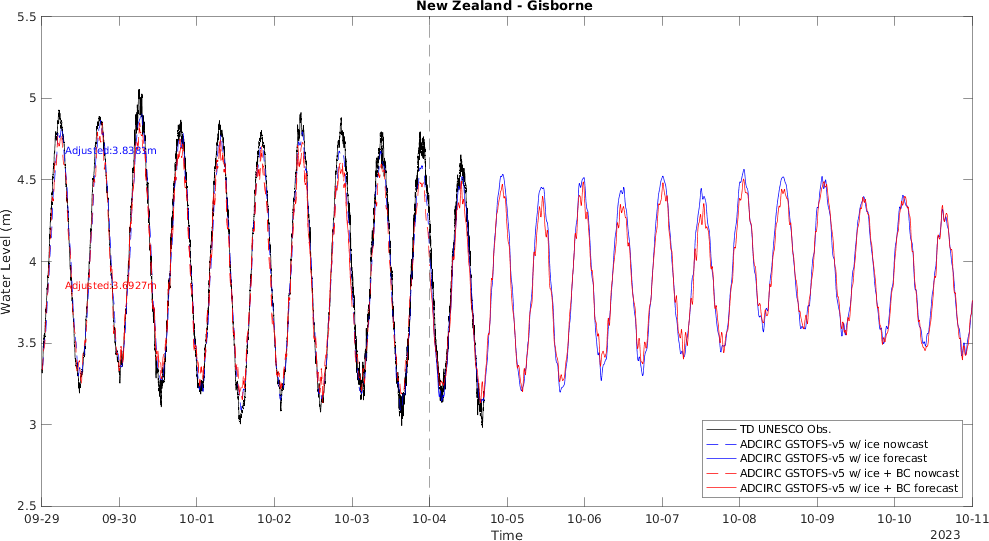 New Zealand - Gisborne
5.5
5
4.5
4
3.5
3
2.5
Water Level (m)
Adjusted:3.8383m
Adjusted:3.6927m
TD UNESCO Obs.
ADCIRC GSTOFS-v5 w/ ice nowcast
ADCIRC GSTOFS-v5 w/ ice forecast
ADCIRC GSTOFS-v5 w/ ice + BC nowcast
ADCIRC GSTOFS-v5 w/ ice + BC forecast
09-29 09-30 10-01 10-02 10-03 10-04 10-05 10-06 10-07 10-08 10-09 10-10 10-11
Time
2023